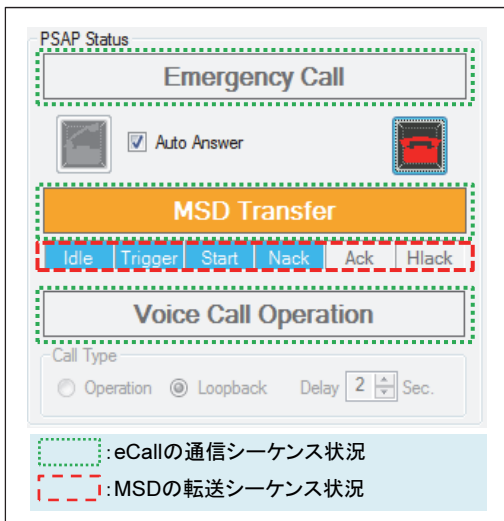 PSAP Status
Emergency Call
Auto Answer
MSD Transfer
Idle Trigger Start Nack Ack Hlack
Voice Call Operation
Call Type
Operation Loopback Delay 2 Sec.
:eCallの通信シーケンス状況
:MSDの転送シーケンス状況